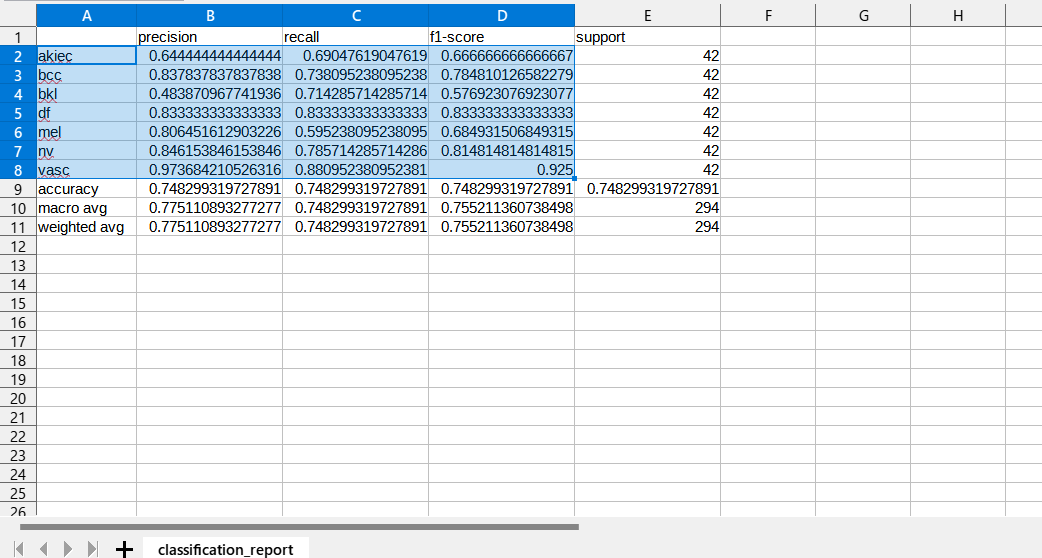 A B C D E F G H
1 precision recall f1-score support
2 akiec 0.644444444444444 0.69047619047619 0.666666666666667 42
3 bcc 0.837837837837838 0.738095238095238 0.784810126582279 42
4 bkl 0.483870967741936 0.714285714285714 0.576923076923077 42
5 df 0.833333333333333 0.833333333333333 0.833333333333333 42
6 mel 0.806451612903226 0.595238095238095 0.684931506849315 42
7 nv 0.846153846153846 0.785714285714286 0.814814814814815 42
8 vasc 0.973684210526316 0.880952380952381 0.925 42
9 accuracy 0.748299319727891 0.748299319727891 0.748299319727891 0.748299319727891
10 macro avg 0.775110893277277 0.748299319727891 0.755211360738498 294
11 weighted avg 0.775110893277277 0.748299319727891 0.755211360738498 294
12
13
14
15
16
17
18
19
20
21
22
23
24
25
26
classification_report